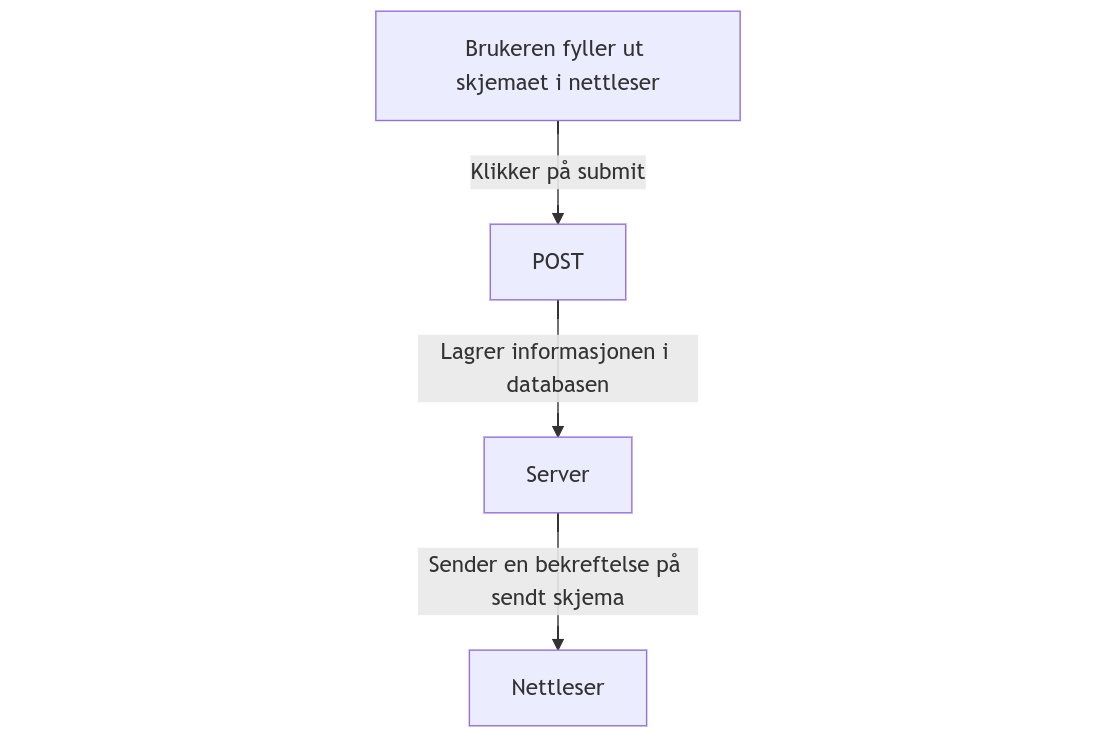 Brukeren fyller ut
skjemaet i nettleser
Klikker på submit
POST
Lagrer informasjonen i
databasen
Server
Sender en bekreftelse på
sendt skjema
Nettleser